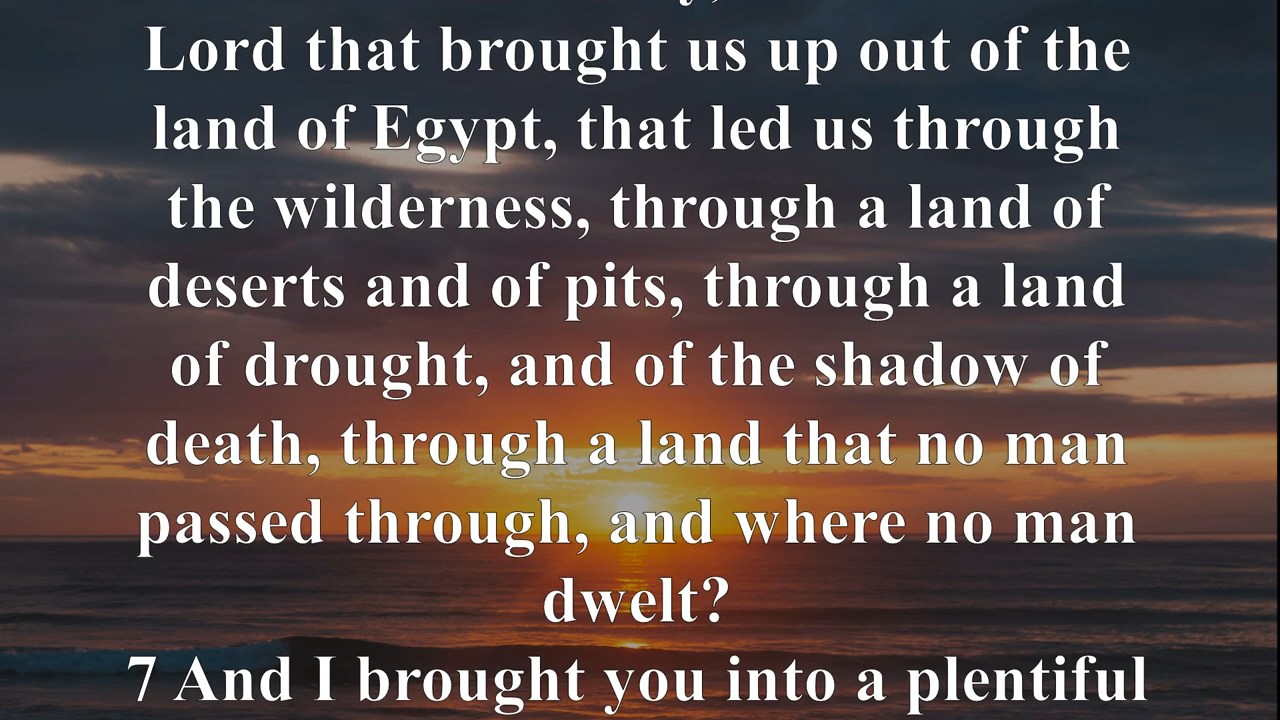 Lord that brought us up out of the
land of Egypt, that led us through
the wilderness, through a land of
deserts and of pits, through a land
of drought, and of the shadow of
death, through a land that no man
passed through, and where no man
dwelt?
7 And I brought you into a plentiful